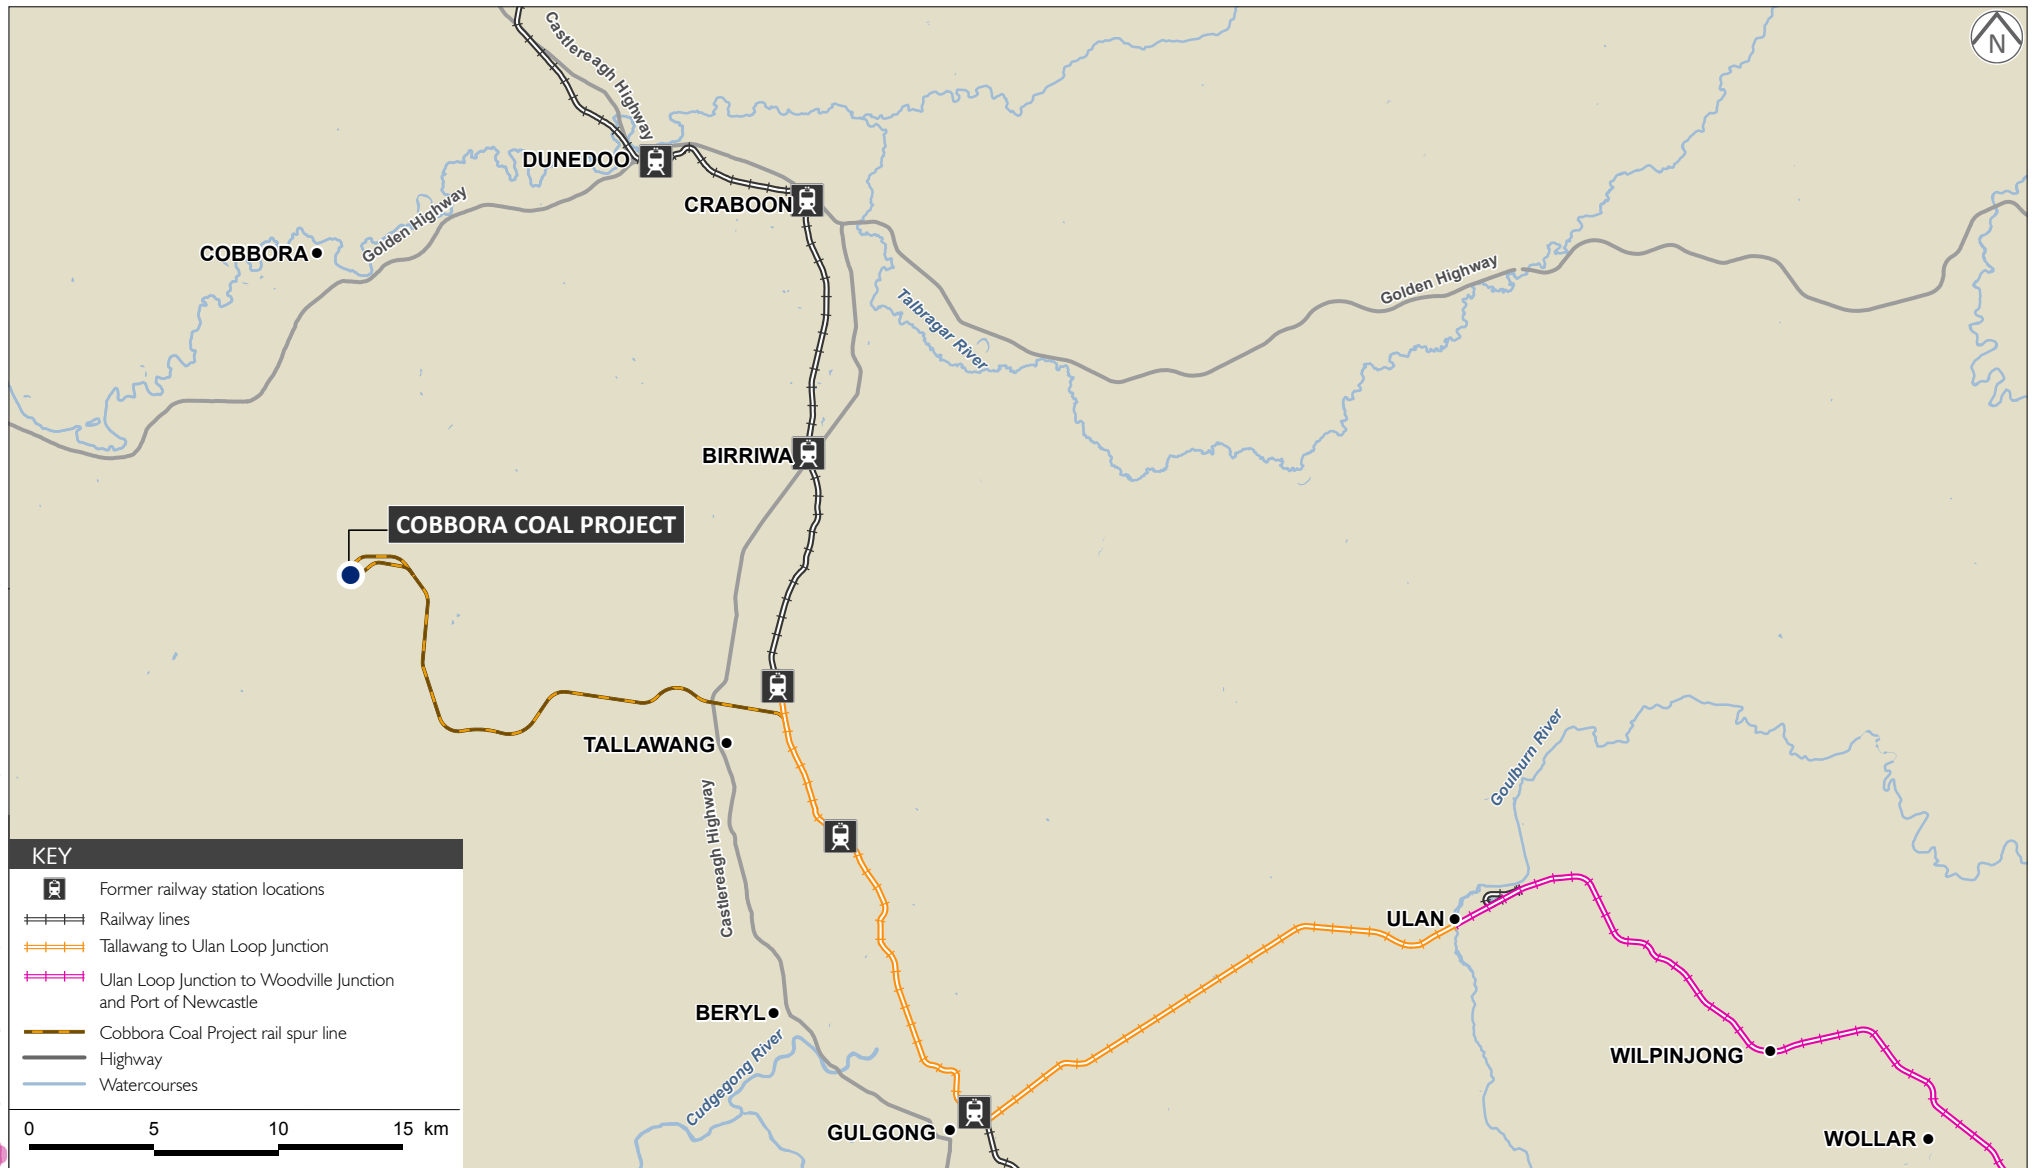 N
Castlereagh Highway
DUNEDOO
CRABOON
Golden Highway
COBBORA
Golden Highway
Talbragar River
BIRRIWA
COBBORA COAL PROJECT
TALLAWANG
Goulburn River
Castlereagh Highway
ULAN
BERYL
WILPINJONG
Cudgegong River
GULGONG
WOLLAR
KEY
Former railway station locations
Railway lines
Tallawang to Ulan Loop Junction
Ulan Loop Junction to Woodville Junction
and Port of Newcastle
Cobbora Coal Project rail spur line
Highway
Watercourses
0 5 10 15 km